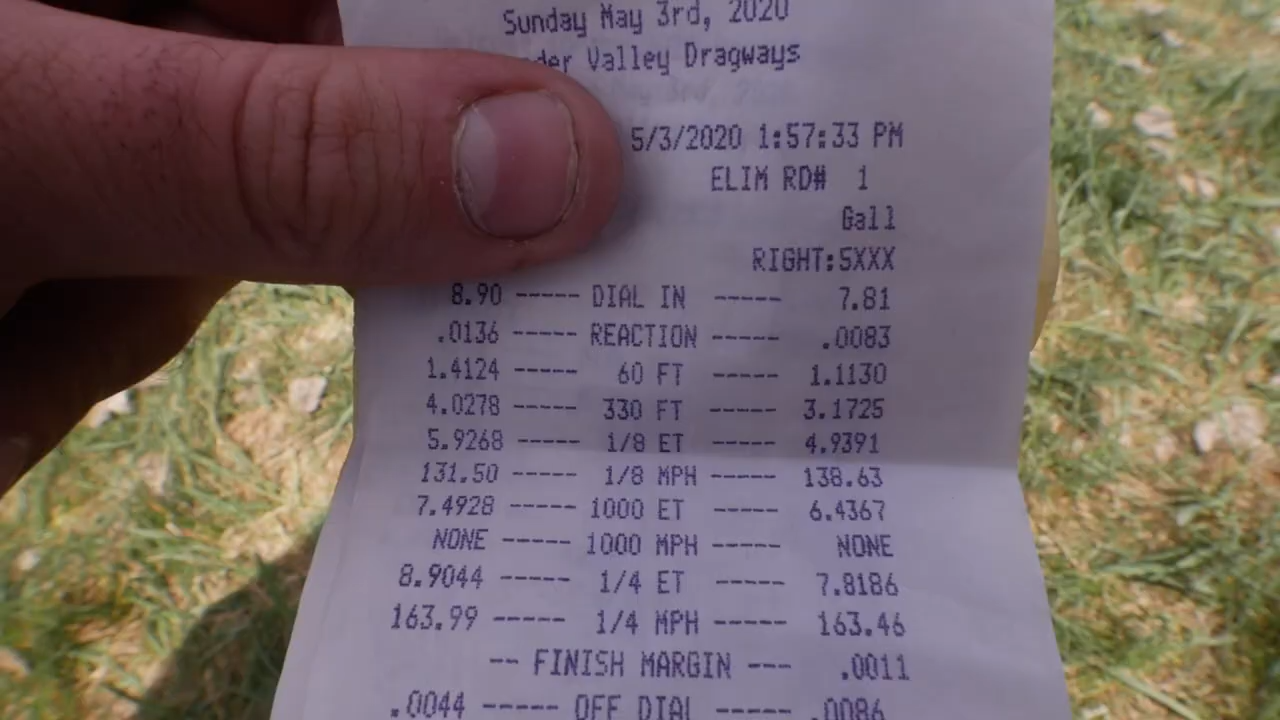 Sunday May 3rd, 2020
Valley Dragways
5/3/2020 1:57:33 PM
ELIM RD# 1
Gall
RIGHT:5XXX
8.90 ----- DIAL IN ----- 7.81
.0136 ----- REACTION ----- .0083
1.4124 ----- 60 FT ----- 1.1130
4.0278 ----- 330 FT ----- 3.1725
5.9268 ----- 1/8 ET ----- 4.9391
131.50 ----- 1/8 MPH ----- 138.63
7.4928 ----- 1000 ET ----- 6.4367
NONE ----- 1000 MPH ----- NONE
8.9044 ----- 1/4 ET ----- 7.8186
163.99 ----- 1/4 MPH ----- 163.46
-- FINISH MARGIN --- .0011
.0044 ----- OFF DIAL ----- .0086